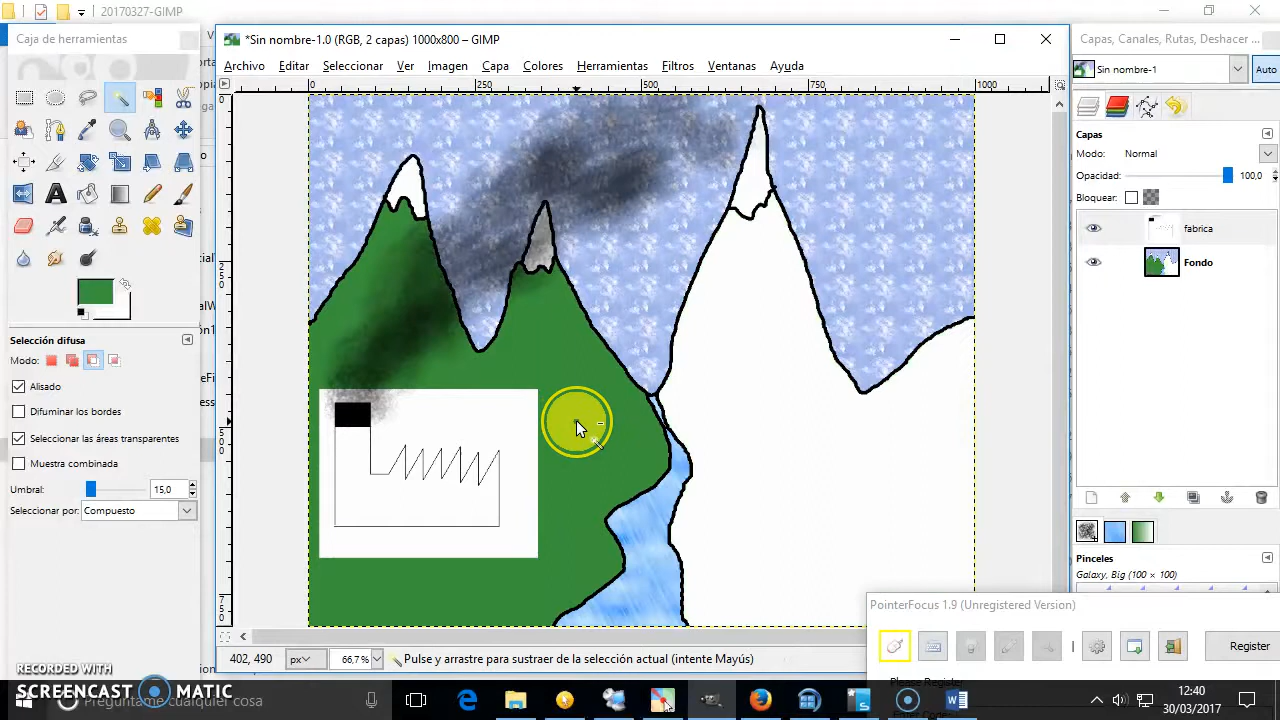 20170327-GIMP
Caja de herramientas
*Sin nombre-1.0 (RGB, 2 capas) 1000x800 – GIMP
Capas, Canales, Rutas, Deshacer ...
Archivo Editar Seleccionar Ver Imagen Capa Colores Herramientas Filtros Ventanas Ayuda
Sin nombre-1
Auto
0 250 500 750 1000
Capas
Modo: Normal
Opacidad: 100,0
Bloquear:
fabrica
Fondo
Selección difusa
Modo:
Alisado
Difuminar los bordes
Seleccionar las áreas transparentes
Muestra combinada
Umbral: 15,0
Seleccionar por: Compuesto
Pinceles
Galaxy, Big (100 × 100)
PointerFocus 1.9 (Unregistered Version)
Register
402, 490 px 66,7% Pulse y arrastre para sustraer de la selección actual (intente Mayús)
RECORDED WITH
SCREENCAST MATIC
Pregúntame cualquier cosa
12:40
30/03/2017